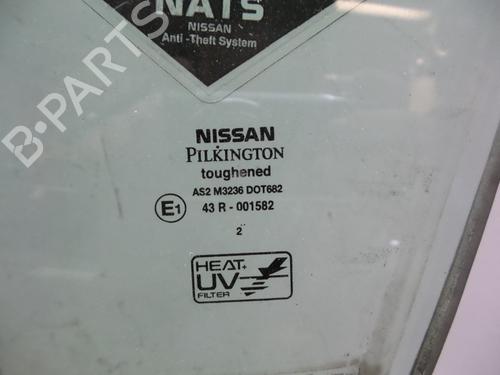 NATS
NISSAN
Anti-Theft System
B-PARTS
NISSAN
PILKINGTON
toughened
AS2 M3236 DOT682
E1 43 R - 001582
2
HEAT+
UV
FILTER